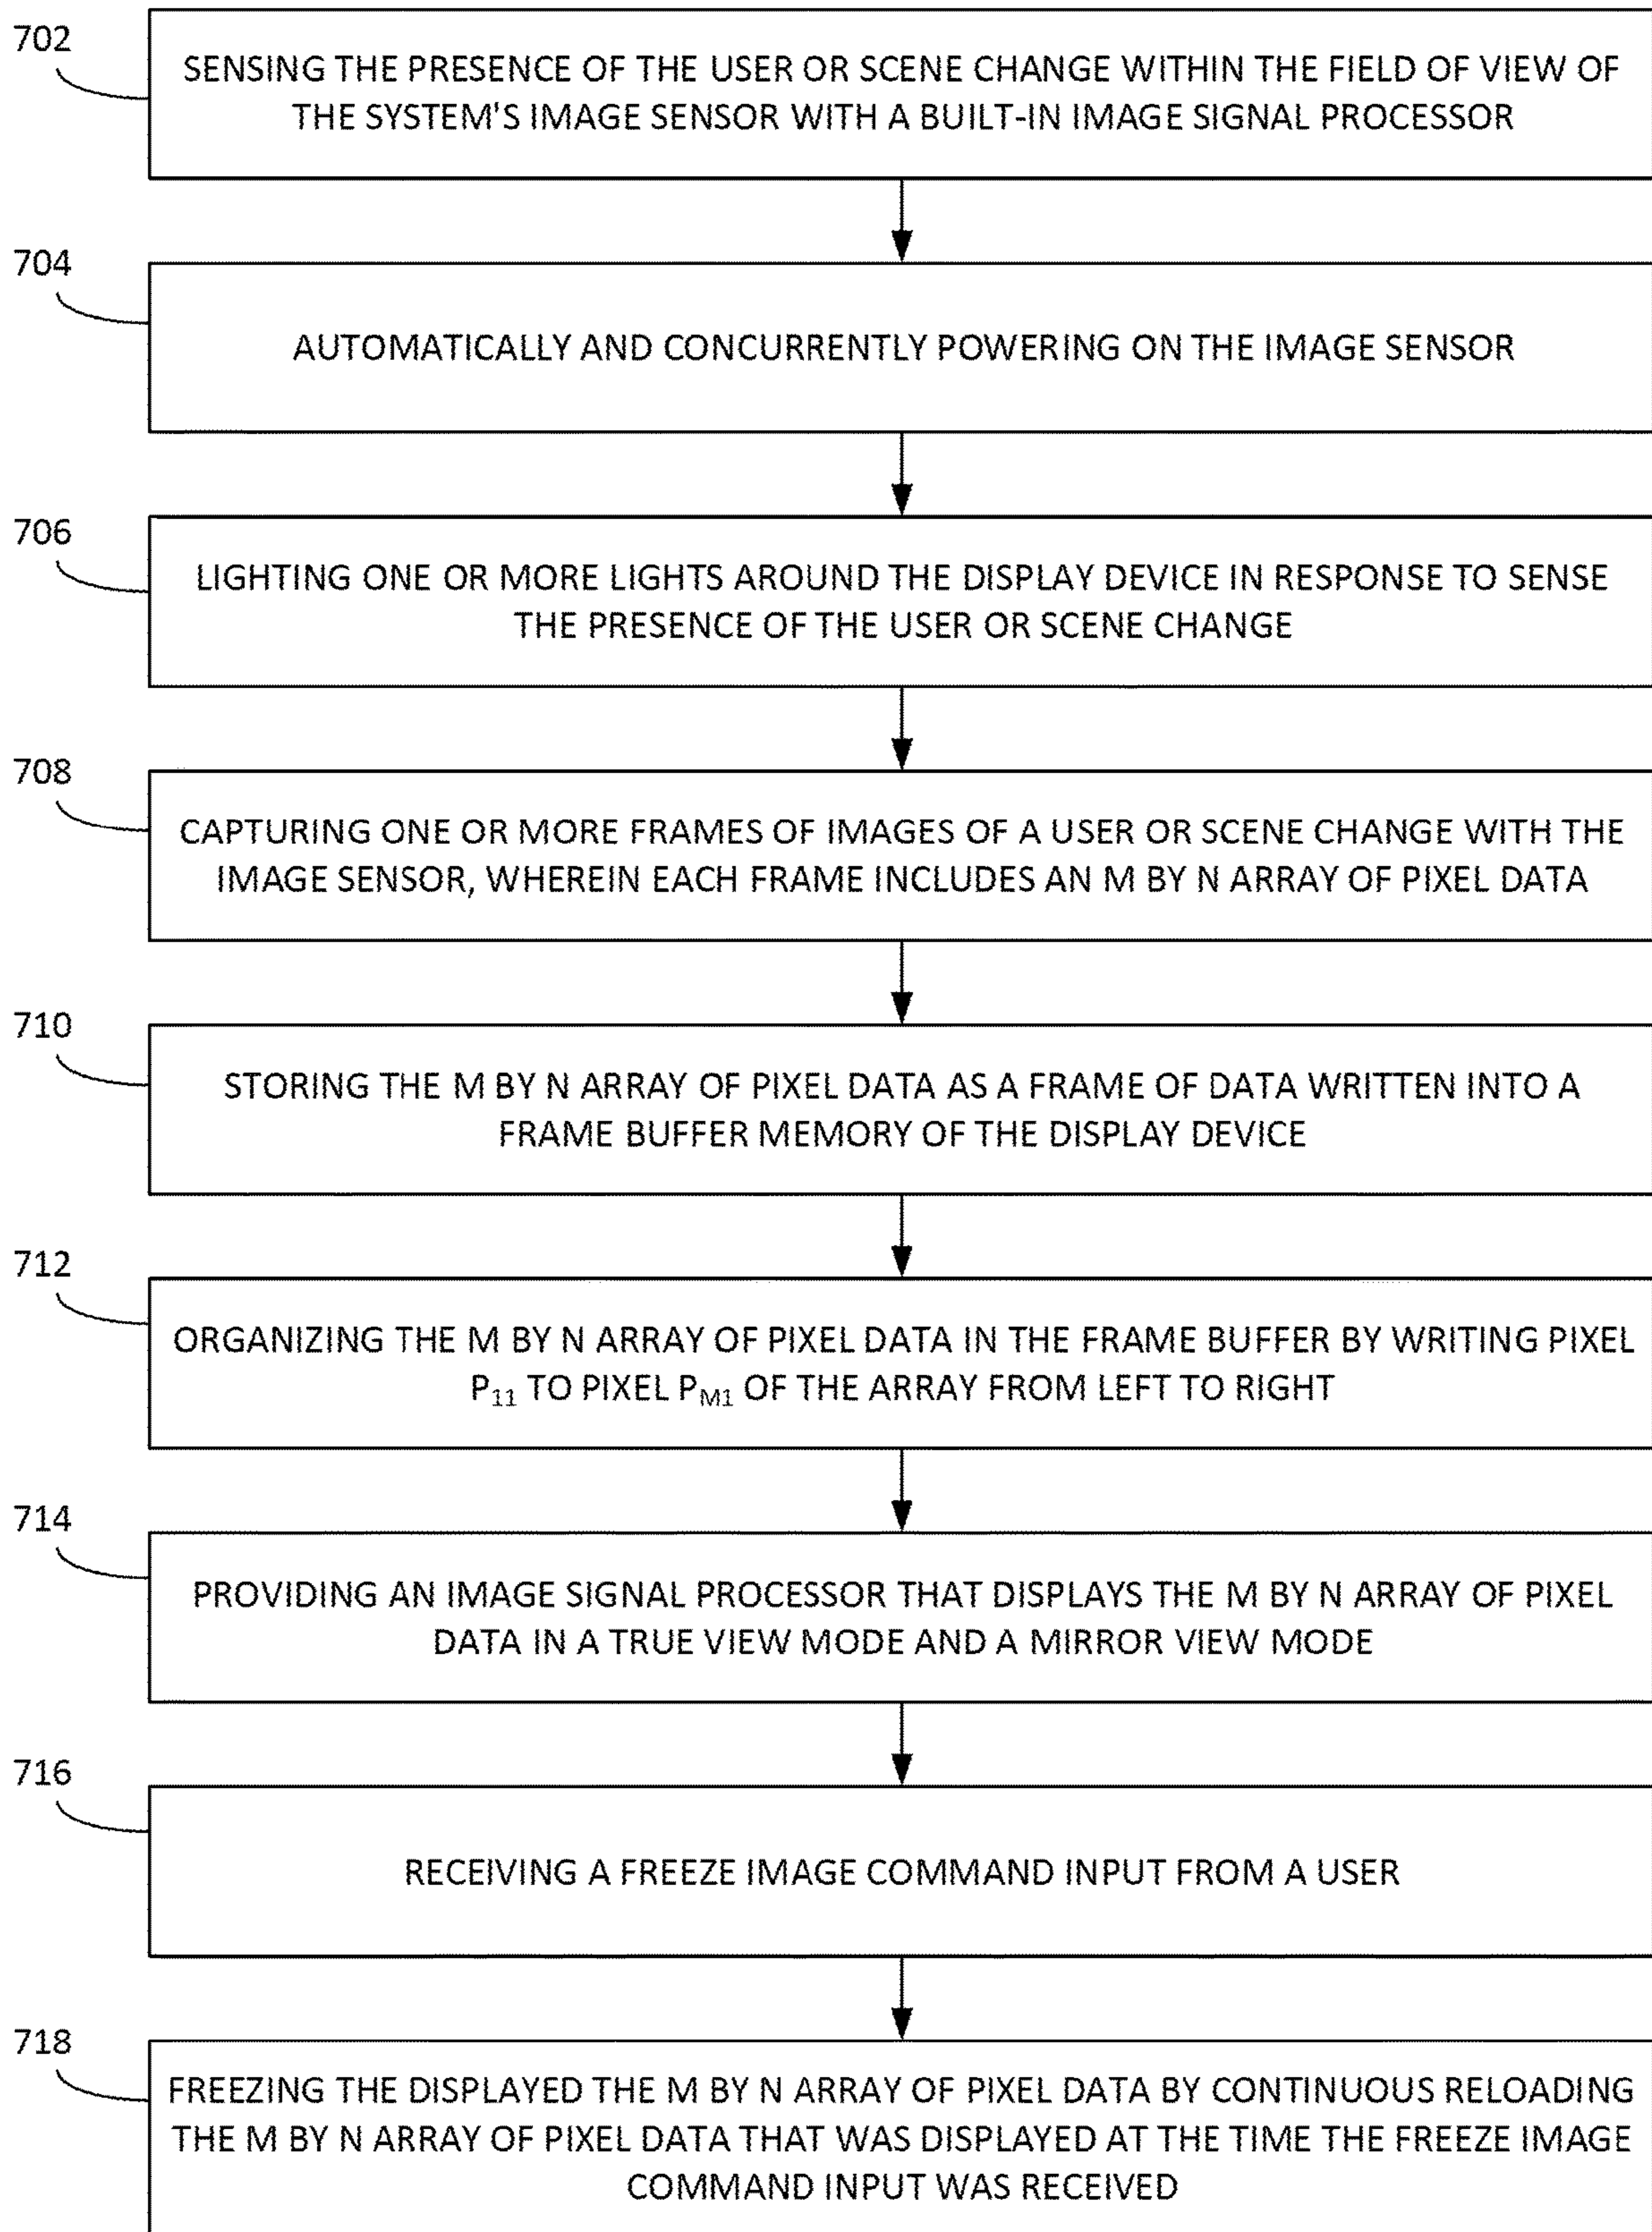 702
SENSING THE PRESENCE OF THE USER OR SCENE CHANGE WITHIN THE FIELD OF VIEW OF
THE SYSTEM'S IMAGE SENSOR WITH A BUILT-IN IMAGE SIGNAL PROCESSOR
704
AUTOMATICALLY AND CONCURRENTLY POWERING ON THE IMAGE SENSOR
706
LIGHTING ONE OR MORE LIGHTS AROUND THE DISPLAY DEVICE IN RESPONSE TO SENSE
THE PRESENCE OF THE USER OR SCENE CHANGE
708
CAPTURING ONE OR MORE FRAMES OF IMAGES OF A USER OR SCENE CHANGE WITH THE
IMAGE SENSOR, WHEREIN EACH FRAME INCLUDES AN M BY N ARRAY OF PIXEL DATA
710
STORING THE M BY N ARRAY OF PIXEL DATA AS A FRAME OF DATA WRITTEN INTO A
FRAME BUFFER MEMORY OF THE DISPLAY DEVICE
712
ORGANIZING THE M BY N ARRAY OF PIXEL DATA IN THE FRAME BUFFER BY WRITING PIXEL
P11 TO PIXEL PM1 OF THE ARRAY FROM LEFT TO RIGHT
714
PROVIDING AN IMAGE SIGNAL PROCESSOR THAT DISPLAYS THE M BY N ARRAY OF PIXEL
DATA IN A TRUE VIEW MODE AND A MIRROR VIEW MODE
716
RECEIVING A FREEZE IMAGE COMMAND INPUT FROM A USER
718
FREEZING THE DISPLAYED THE M BY N ARRAY OF PIXEL DATA BY CONTINUOUS RELOADING
THE M BY N ARRAY OF PIXEL DATA THAT WAS DISPLAYED AT THE TIME THE FREEZE IMAGE
COMMAND INPUT WAS RECEIVED